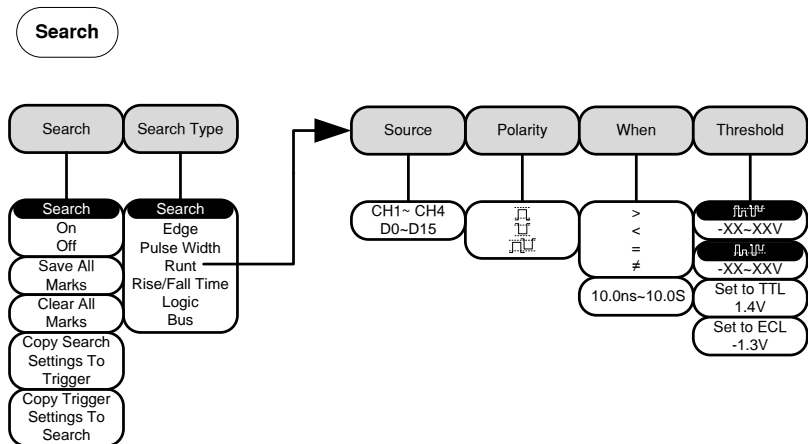 Search
Search
Search Type
Source
Polarity
When
Threshold
Search
On
Off
Save All
Marks
Clear All
Marks
Copy Search
Settings To
Trigger
Copy Trigger
Settings To
Search
Search
Edge
Pulse Width
Runt
Rise/Fall Time
Logic
Bus
CH1~ CH4
D0~D15
>
<
=
≠
10.0ns~10.0S
-XX~XXV
-XX~XXV
Set to TTL
1.4V
Set to ECL
-1.3V